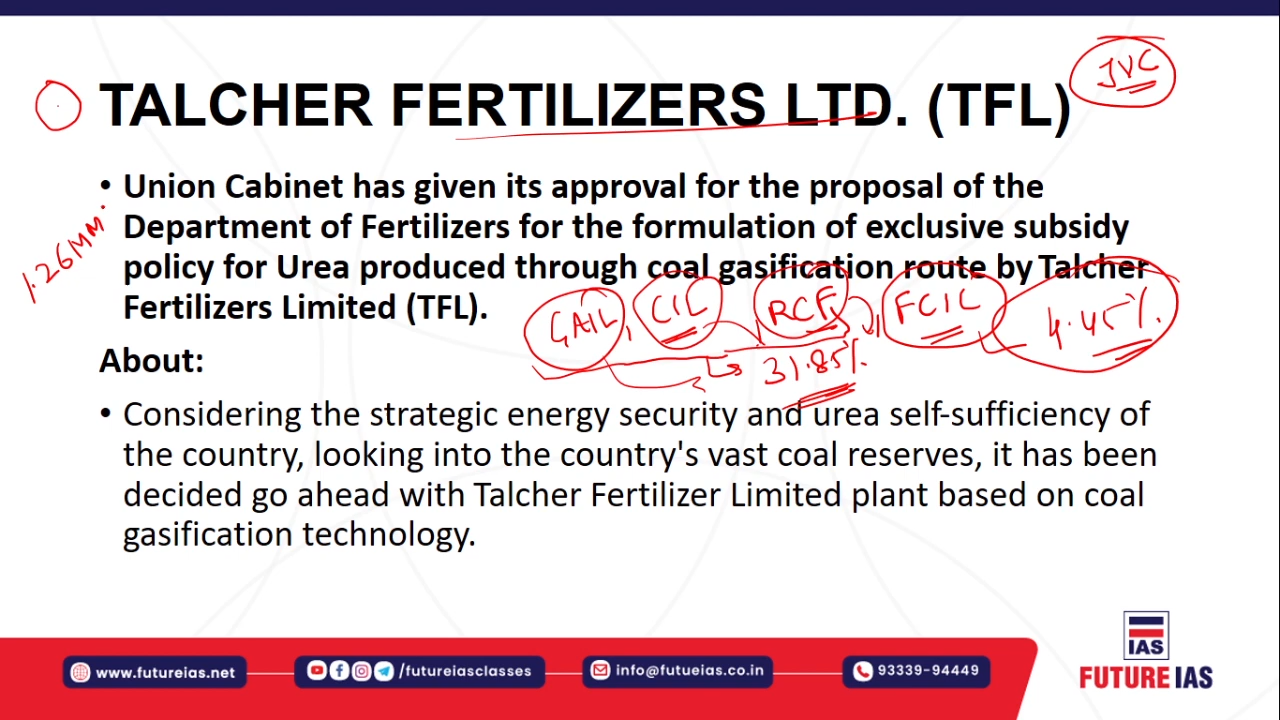 JVC
TALCHER FERTILIZERS LTD. (TFL)
• Union Cabinet has given its approval for the proposal of the
Department of Fertilizers for the formulation of exclusive subsidy
policy for Urea produced through coal gasification route by Talcher
Fertilizers Limited (TFL).
1.26MM
GAIL, CIL RCF, FCIL 4.45%.
31.85%.
About:
• Considering the strategic energy security and urea self-sufficiency of
the country, looking into the country's vast coal reserves, it has been
decided go ahead with Talcher Fertilizer Limited plant based on coal
gasification technology.
IAS
FUTURE IAS
www.futureias.net /futureiasclasses info@futueias.co.in 93339-94449